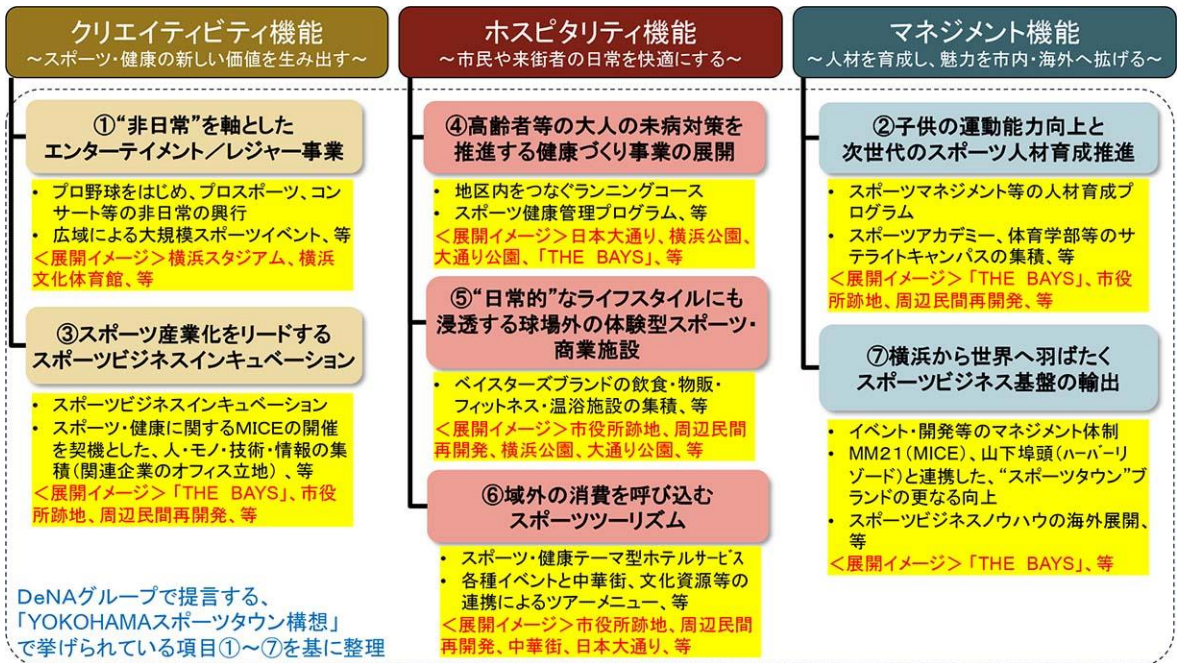 クリエイティビティ機能
～スポーツ・健康の新しい価値を生み出す～
①“非日常”を軸とした
エンターテイメント／レジャー事業
• プロ野球をはじめ、プロスポーツ、コン
サート等の非日常の興行
• 広域による大規模スポーツイベント、等
＜展開イメージ＞横浜スタジアム、横浜
文化体育館、等
③スポーツ産業化をリードする
スポーツビジネスインキュベーション
• スポーツビジネスインキュベーション
• スポーツ・健康に関するMICEの開催
を契機とした、人・モノ・技術・情報の集
積(関連企業のオフィス立地) 、等
＜展開イメージ＞「THE BAYS」、市役
所跡地、周辺民間再開発、等
DeNAグループで提言する、
「YOKOHAMAスポーツタウン構想」
で挙げられている項目①～⑦を基に整理
ホスピタリティ機能
～市民や来街者の日常を快適にする～
④高齢者等の大人の未病対策を
推進する健康づくり事業の展開
• 地区内をつなぐランニングコース
• スポーツ健康管理プログラム、等
＜展開イメージ＞日本大通り、横浜公園、
大通り公園、「THE BAYS」、等
⑤“日常的”なライフスタイルにも
浸透する球場外の体験型スポーツ・
商業施設
• ベイスターズブランドの飲食・物販・
フィットネス・温浴施設の集積、等
＜展開イメージ＞市役所跡地、周辺民間
再開発、横浜公園、大通り公園、等
⑥域外の消費を呼び込む
スポーツツーリズム
• スポーツ・健康テーマ型ホテルサービス
• 各種イベントと中華街、文化資源等の
連携によるツアーメニュー、等
＜展開イメージ＞市役所跡地、周辺民間
再開発、中華街、日本大通り、等
マネジメント機能
～人材を育成し、魅力を市内・海外へ拡げる～
②子供の運動能力向上と
次世代のスポーツ人材育成推進
• スポーツマネジメント等の人材育成プ
ログラム
• スポーツアカデミー、体育学部等のサ
テライトキャンパスの集積、等
＜展開イメージ＞「THE BAYS」、市役
所跡地、周辺民間再開発、等
⑦横浜から世界へ羽ばたく
スポーツビジネス基盤の輸出
• イベント・開発等のマネジメント体制
• MM21(MICE)、山下埠頭(ハーバーリ
ゾード)と連携した、“スポーツタウン”ブ
ランドの更なる向上
• スポーツビジネスノウハウの海外展開、
等
＜展開イメージ＞「THE BAYS」、等